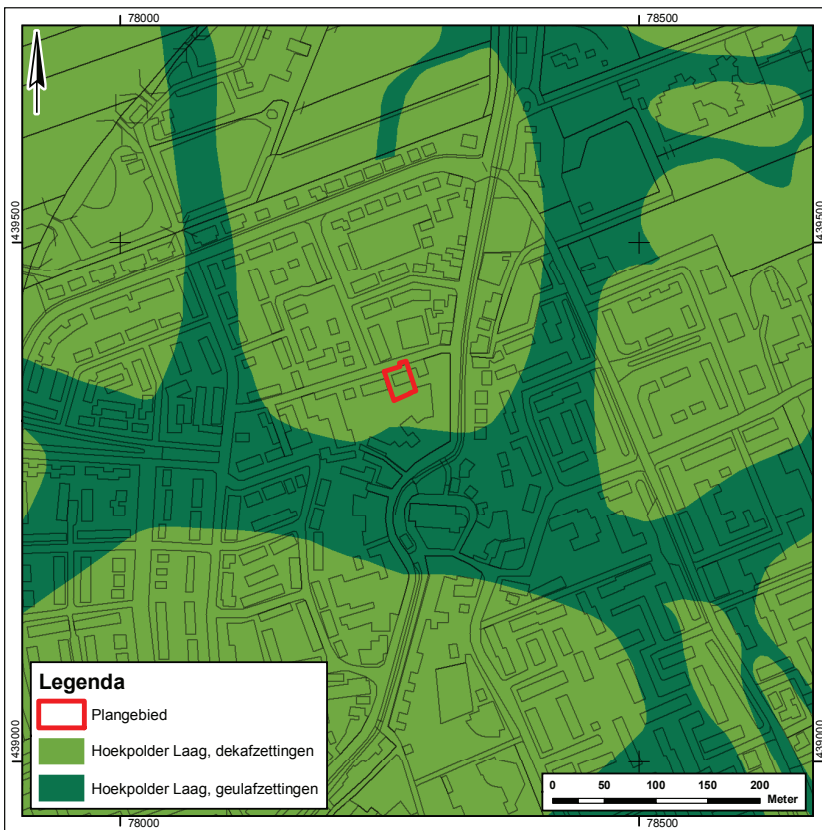 78000 78500
439500 439500
439000 439000
Legenda
Plangebied
Hoekpolder Laag, dekafzettingen
Hoekpolder Laag, geulafzettingen
0 50 100 150 200
Meter
78000 78500